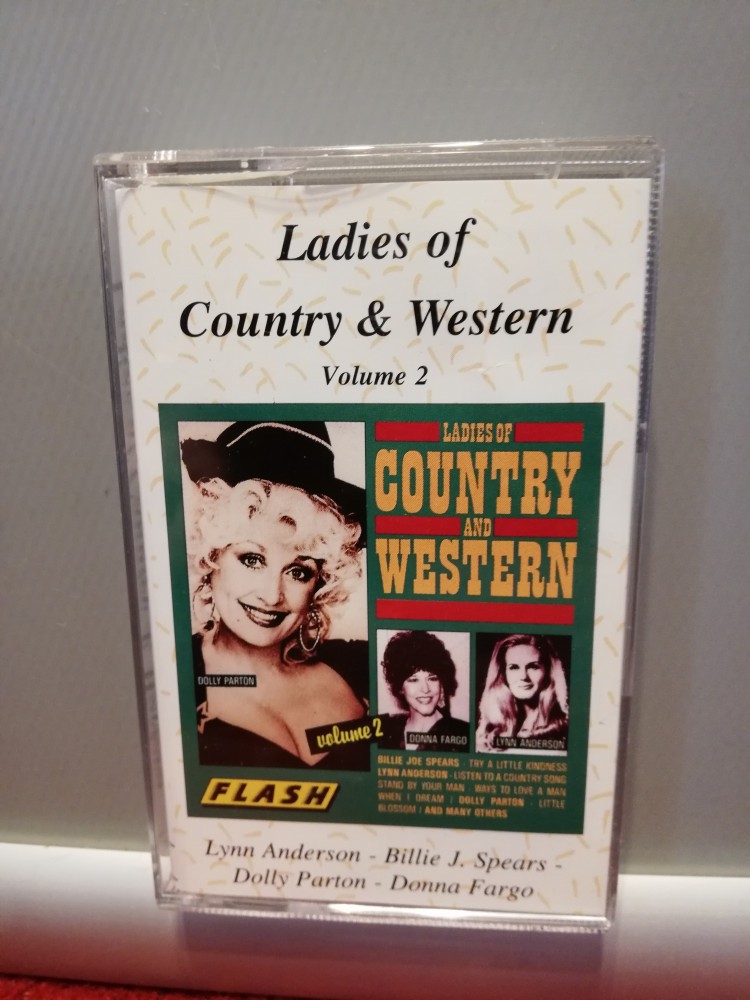 Ladies of
Country & Western
Volume 2
LADIES OF
COUNTRY
AND
WESTERN
DOLLY PARTON
volume 2
DONNA FARGO
LYNN ANDERSON
BILLIE JOE SPEARS · TRY A LITTLE KINDNESS
LYNN ANDERSON · LISTEN TO A COUNTRY SONG
STAND BY YOUR MAN · WAYS TO LOVE A MAN
WHEN I DREAM / DOLLY PARTON · LITTLE
BLOSSOM / AND MANY OTHERS
FLASH
Lynn Anderson - Billie J. Spears -
Dolly Parton - Donna Fargo